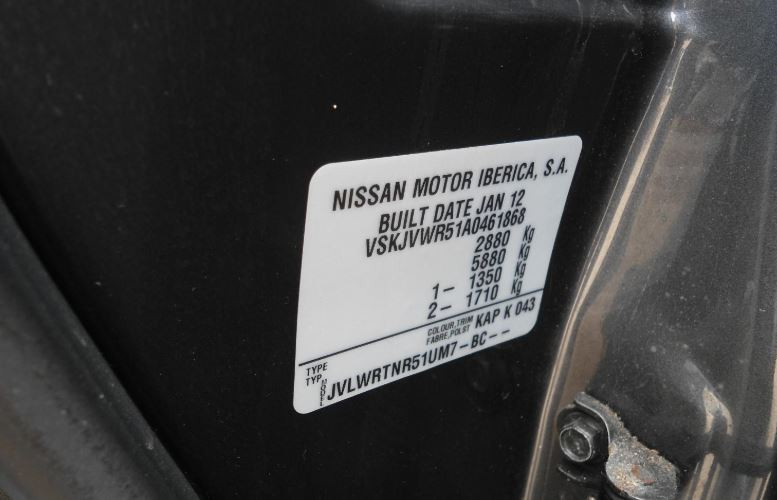 NISSAN MOTOR IBERICA, S.A.
BUILT DATE JAN 12
VSKJVWR51A0461868
2880 Kg
5880 Kg
1- 1350 Kg
2- 1710 Kg
COLOUR,TRIM KAP K 043
FABRE,POLST
TYPE
TYP
MODEL JVLWRTNR51UM7-BC--